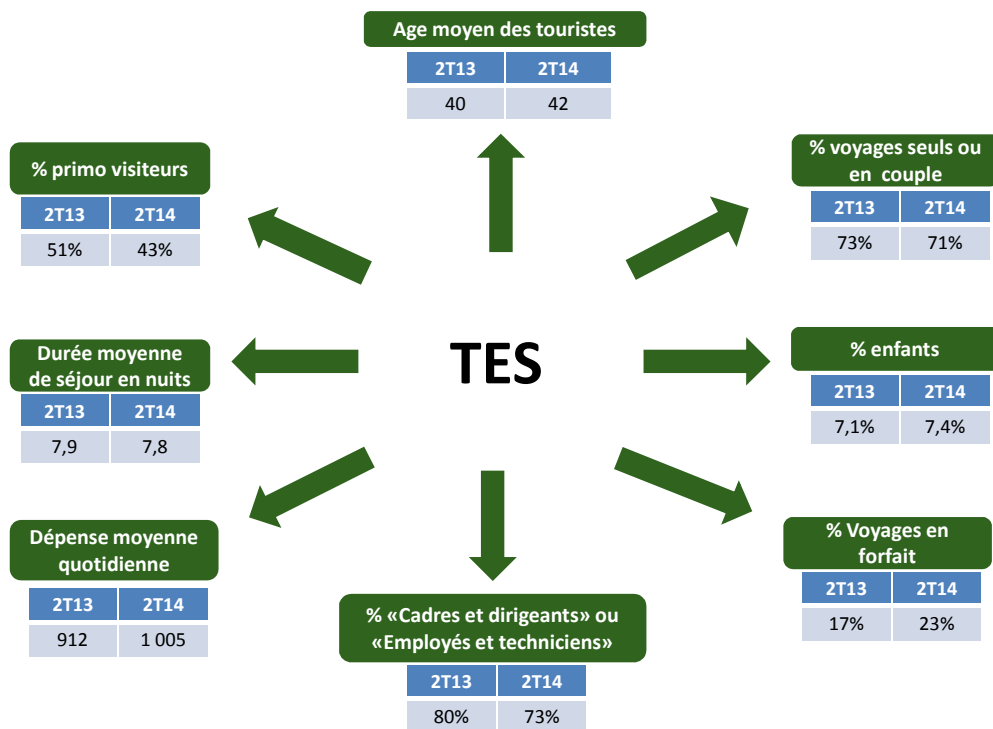 Age moyen des touristes
2T13 2T14
40 42
% primo visiteurs
2T13 2T14
51% 43%
% voyages seuls ou
en couple
2T13 2T14
73% 71%
TES
Durée moyenne
de séjour en nuits
2T13 2T14
7,9 7,8
% enfants
2T13 2T14
7,1% 7,4%
Dépense moyenne
quotidienne
2T13 2T14
912 1 005
% «Cadres et dirigeants» ou
«Employés et techniciens»
2T13 2T14
80% 73%
% Voyages en
forfait
2T13 2T14
17% 23%